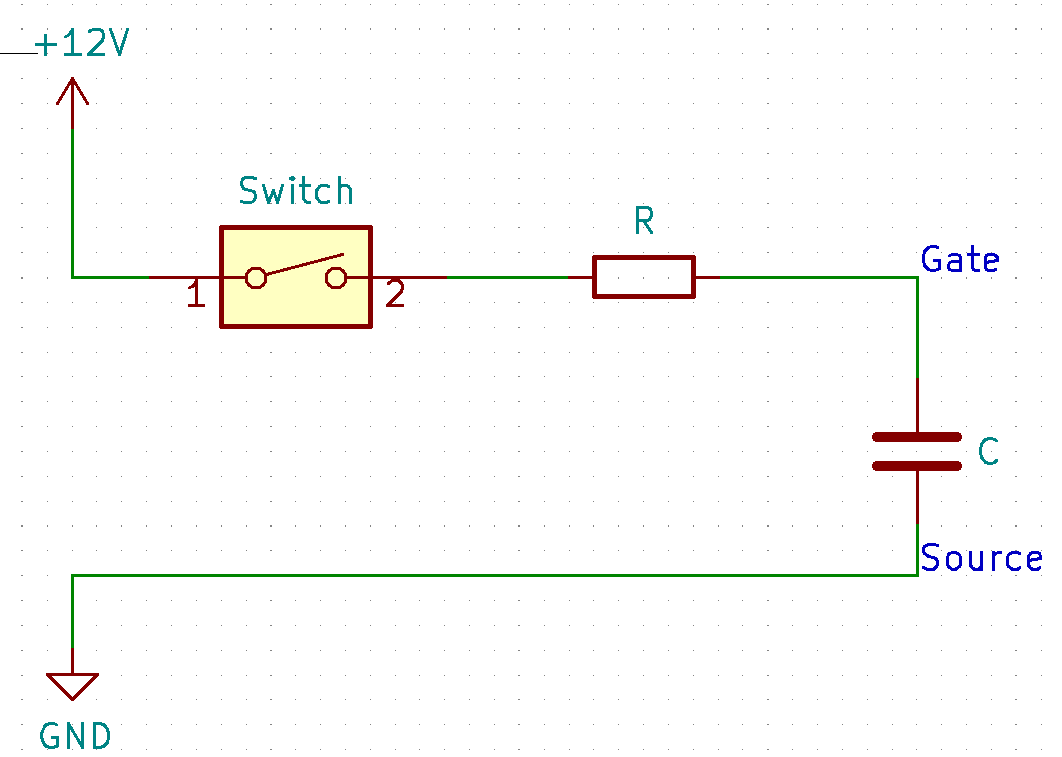 +12V
Switch
R
Gate
1
2
C
Source
GND